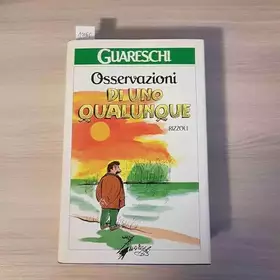 GUARESCHI
Osservazioni
DI UNO
QUALUNQUE
RIZZOLI